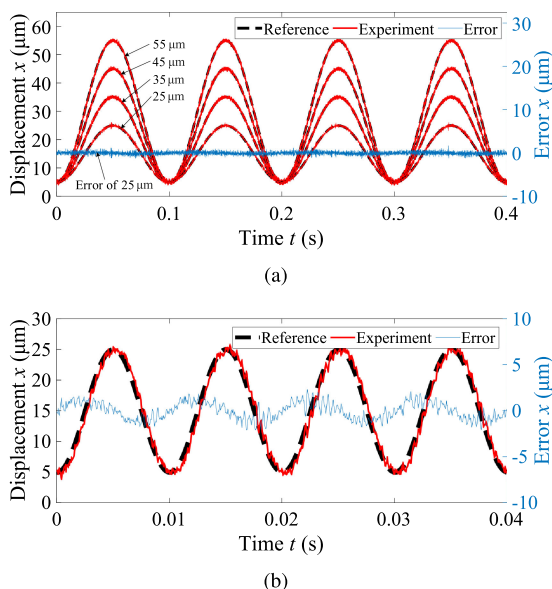 Reference Experiment Error
60
50
40
30
20
10
0
Displacement x (μm)
55 μm
45 μm
35 μm
25 μm
Error of 25 μm
30
20
10
0
-10
Error x (μm)
0 0.1 0.2 0.3 0.4
Time t (s)
(a)
Reference Experiment Error
30
25
20
15
10
5
0
Displacement x (μm)
10
5
0
-5
-10
Error x (μm)
0 0.01 0.02 0.03 0.04
Time t (s)
(b)